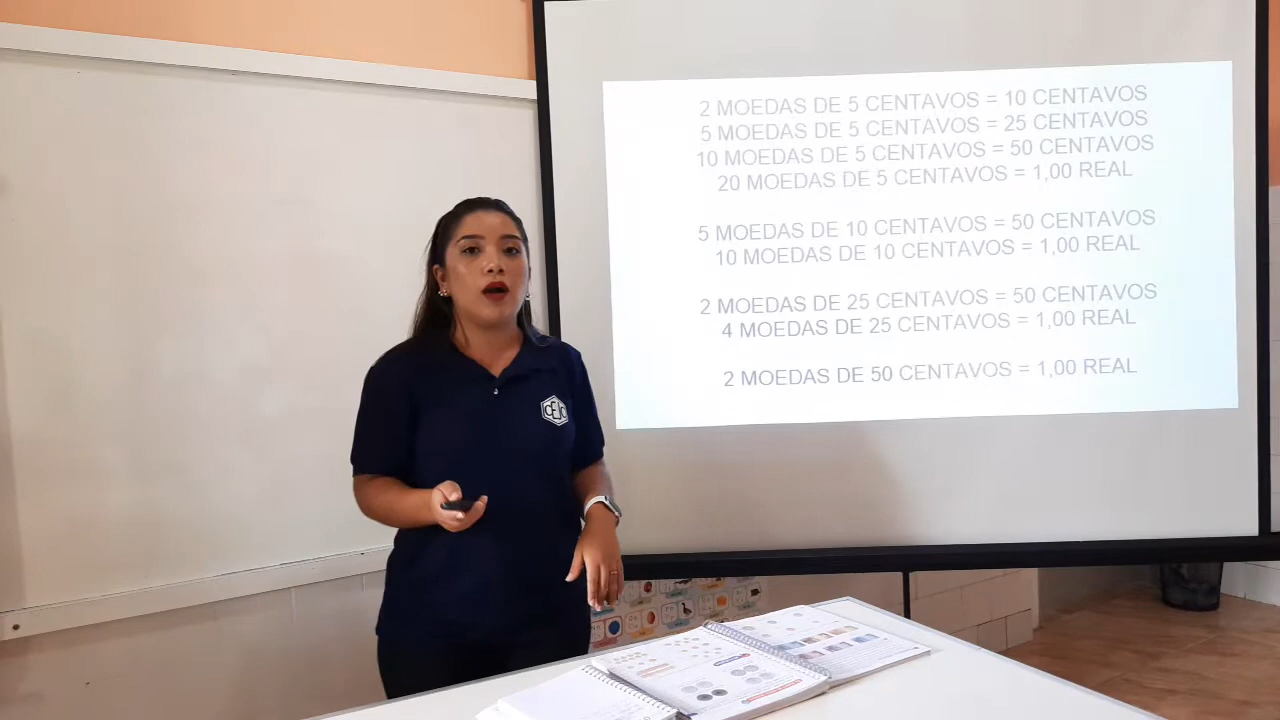 2 MOEDAS DE 5 CENTAVOS = 10 CENTAVOS
5 MOEDAS DE 5 CENTAVOS = 25 CENTAVOS
10 MOEDAS DE 5 CENTAVOS = 50 CENTAVOS
20 MOEDAS DE 5 CENTAVOS = 1,00 REAL
5 MOEDAS DE 10 CENTAVOS = 50 CENTAVOS
10 MOEDAS DE 10 CENTAVOS = 1,00 REAL
2 MOEDAS DE 25 CENTAVOS = 50 CENTAVOS
4 MOEDAS DE 25 CENTAVOS = 1,00 REAL
2 MOEDAS DE 50 CENTAVOS = 1,00 REAL
CEJC